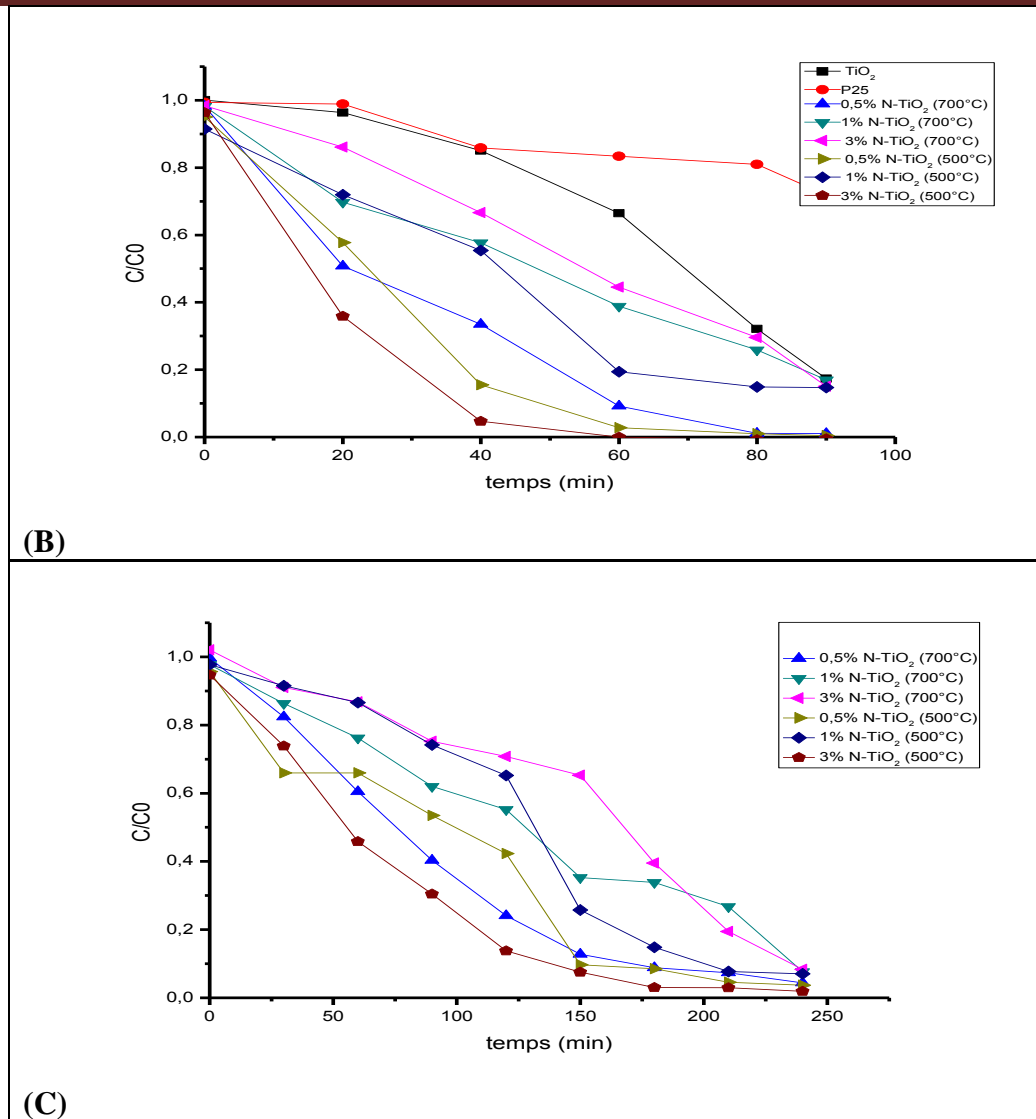 TiO₂
P25
0,5% N-TiO₂ (700°C)
1% N-TiO₂ (700°C)
3% N-TiO₂ (700°C)
0,5% N-TiO₂ (500°C)
1% N-TiO₂ (500°C)
3% N-TiO₂ (500°C)
1,0
0,8
0,6
0,4
0,2
0,0
C/C0
0 20 40 60 80 100
temps (min)
(B)
0,5% N-TiO₂ (700°C)
1% N-TiO₂ (700°C)
3% N-TiO₂ (700°C)
0,5% N-TiO₂ (500°C)
1% N-TiO₂ (500°C)
3% N-TiO₂ (500°C)
1,0
0,8
0,6
0,4
0,2
0,0
C/C0
0 50 100 150 200 250
temps (min)
(C)